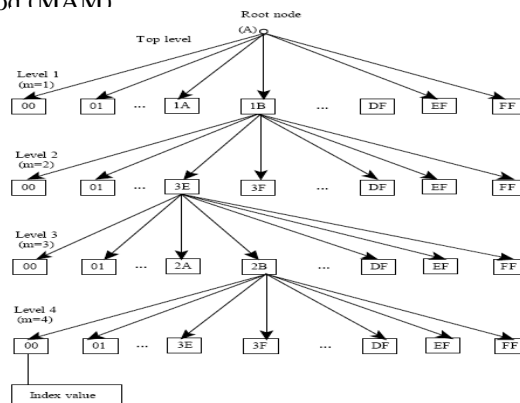 (MAM)
Root node
(A)
Top level
Level 1
(m=1)
00 01 ... 1A 1B ... DF EF FF
Level 2
(m=2)
00 01 ... 3E 3F ... DF EF FF
Level 3
(m=3)
00 01 ... 2A 2B ... DF EF FF
Level 4
(m=4)
00 01 ... 3E 3F ... DF EF FF
Index value